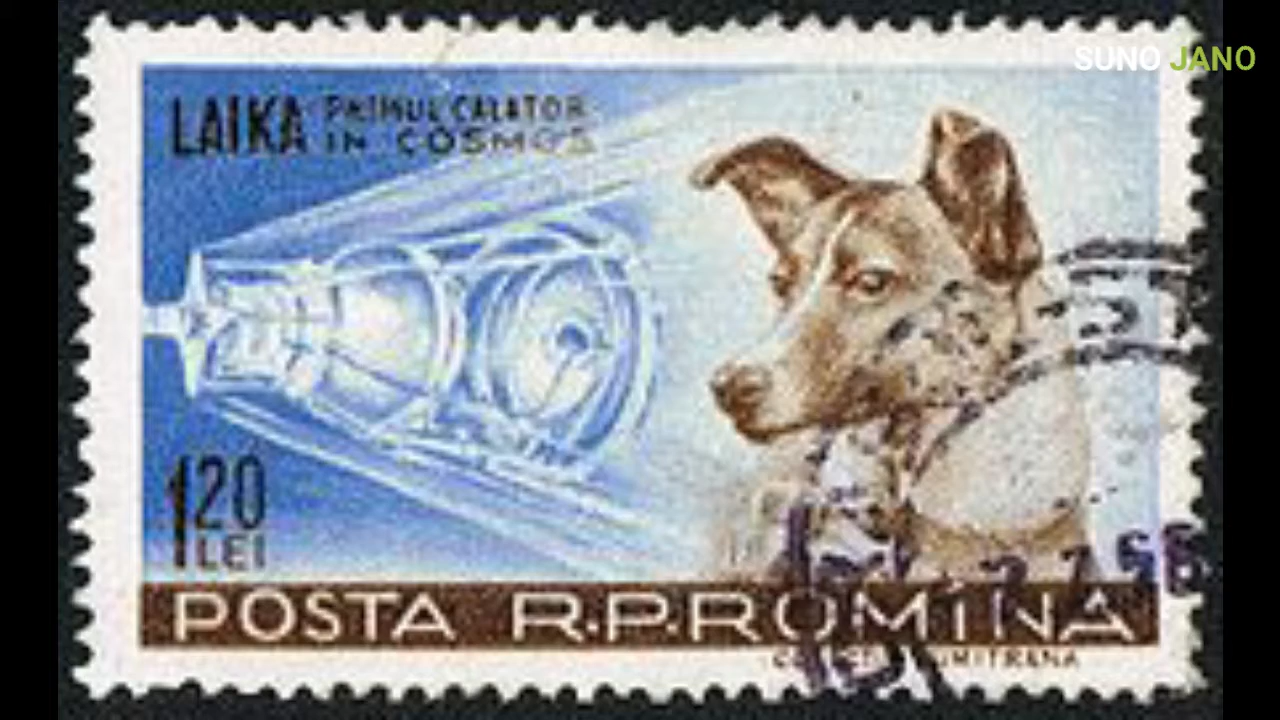 SUNO JANO
LAIKA PRIMUL CALATOR
IN COSMOS
1 20
LEI
POSTA R.P.ROMINA